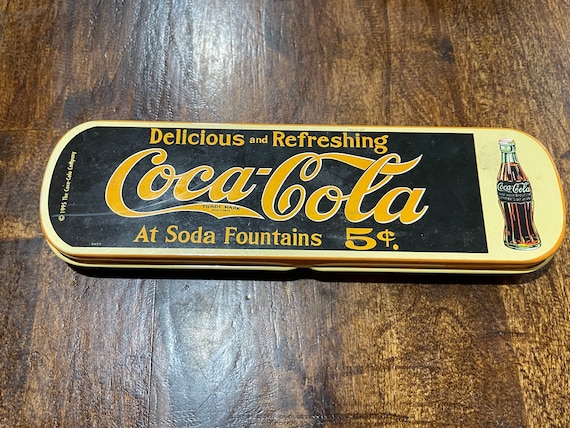 Delicious and Refreshing
Coca-Cola
TRADE MARK
At Soda Fountains 5¢.
© 1995 The Coca-Cola Company
Coca-Cola